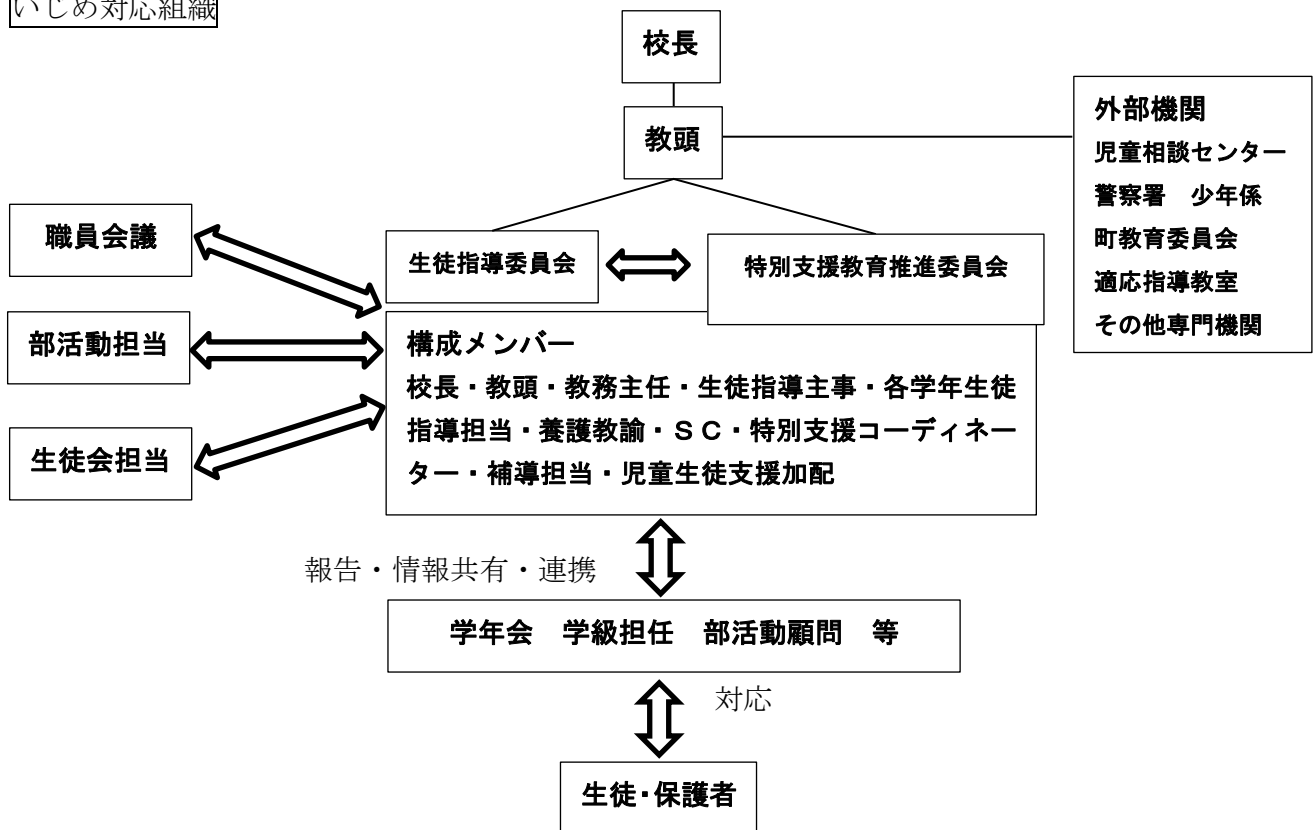 いじめ対応組織
校長
教頭
外部機関
児童相談センター
警察署　少年係
町教育委員会
適応指導教室
その他専門機関
職員会議
部活動担当
生徒会担当
生徒指導委員会
特別支援教育推進委員会
構成メンバー
校長・教頭・教務主任・生徒指導主事・各学年生徒
指導担当・養護教諭・ＳＣ・特別支援コーディネー
ター・補導担当・児童生徒支援加配
報告・情報共有・連携
学年会　学級担任　部活動顧問　等
対応
生徒・保護者